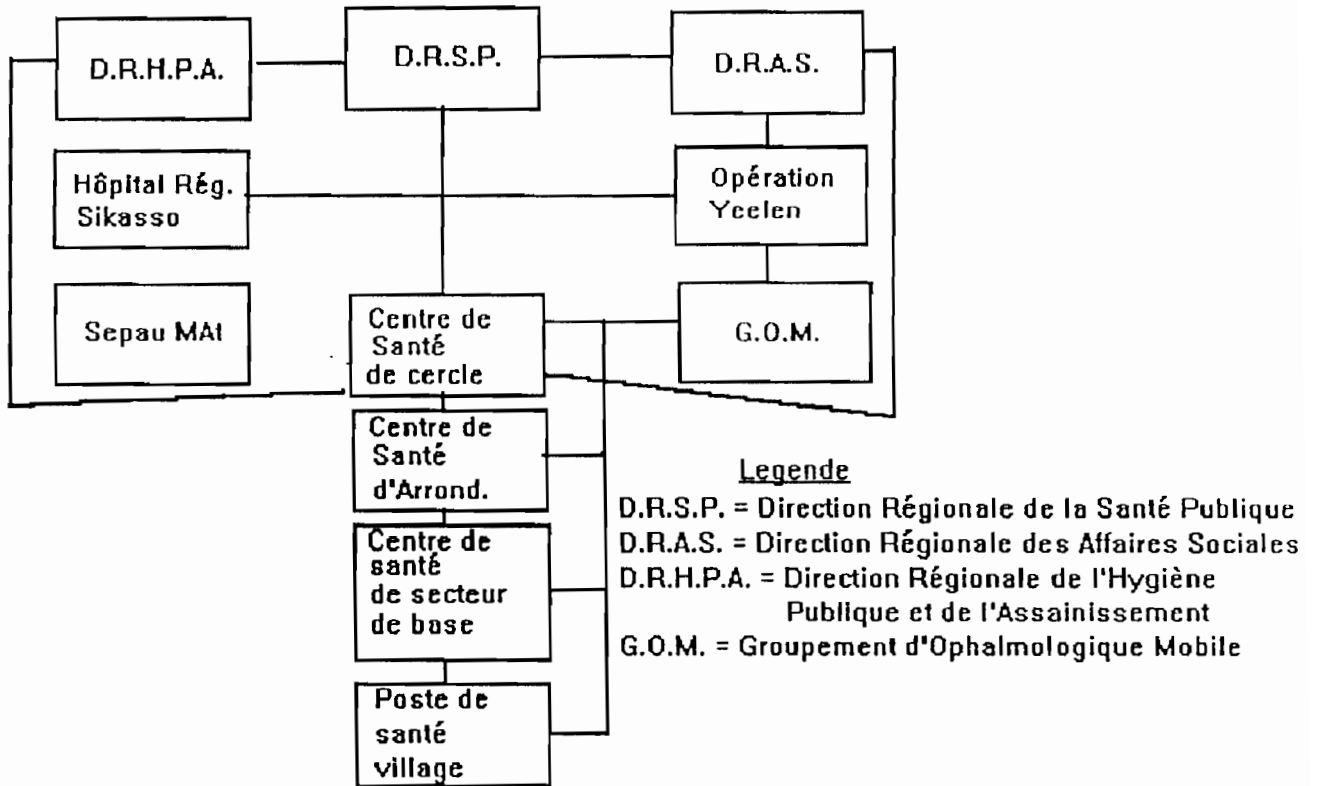 D.R.H.P.A.
D.R.S.P.
D.R.A.S.
Hôpital Rég.
Sikasso
Opération
Yeelen
Sepau MAt
Centre de
Santé
de cercle
G.O.M.
Centre de
Santé
d'Arrond.
Centre de
santé
de secteur
de base
Poste de
santé
village
Legende
D.R.S.P. = Direction Régionale de la Santé Publique
D.R.A.S. = Direction Régionale des Affaires Sociales
D.R.H.P.A. = Direction Régionale de l'Hygiène
Publique et de l'Assainissement
G.O.M. = Groupement d'Ophalmologique Mobile